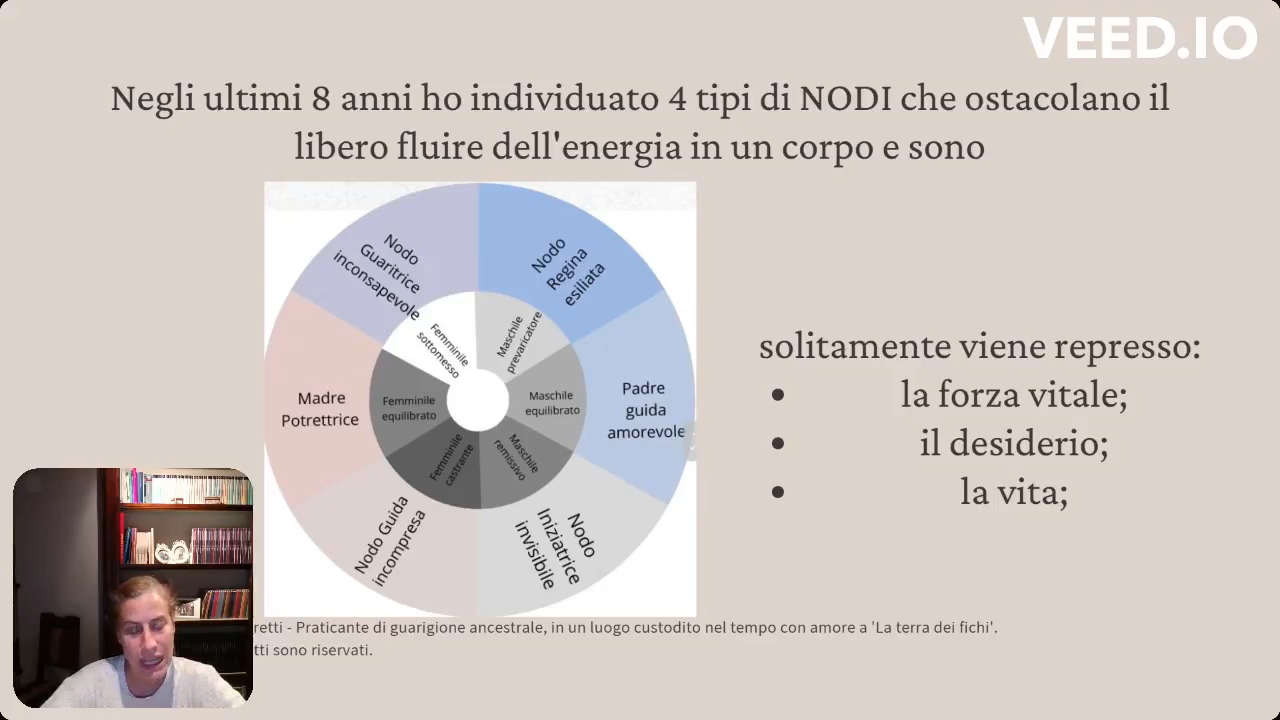 VEED.IO
Negli ultimi 8 anni ho individuato 4 tipi di NODI che ostacolano il
libero fluire dell'energia in un corpo e sono
Nodo
Guaritrice
inconsapevole
Nodo
Regina
esiliata
Femminile
sottomesso
Maschile
prevaricatore
Madre
Potrettrice
Femminile
equilibrato
Maschile
equilibrato
Padre
guida
amorevole
Femminile
castrante
Maschile
remissivo
Nodo Guida
incompresa
Nodo
Iniziatrice
invisibile
solitamente viene represso:
• la forza vitale;
• il desiderio;
• la vita;
- Praticante di guarigione ancestrale, in un luogo custodito nel tempo con amore a 'La terra dei fichi'.
sono riservati.